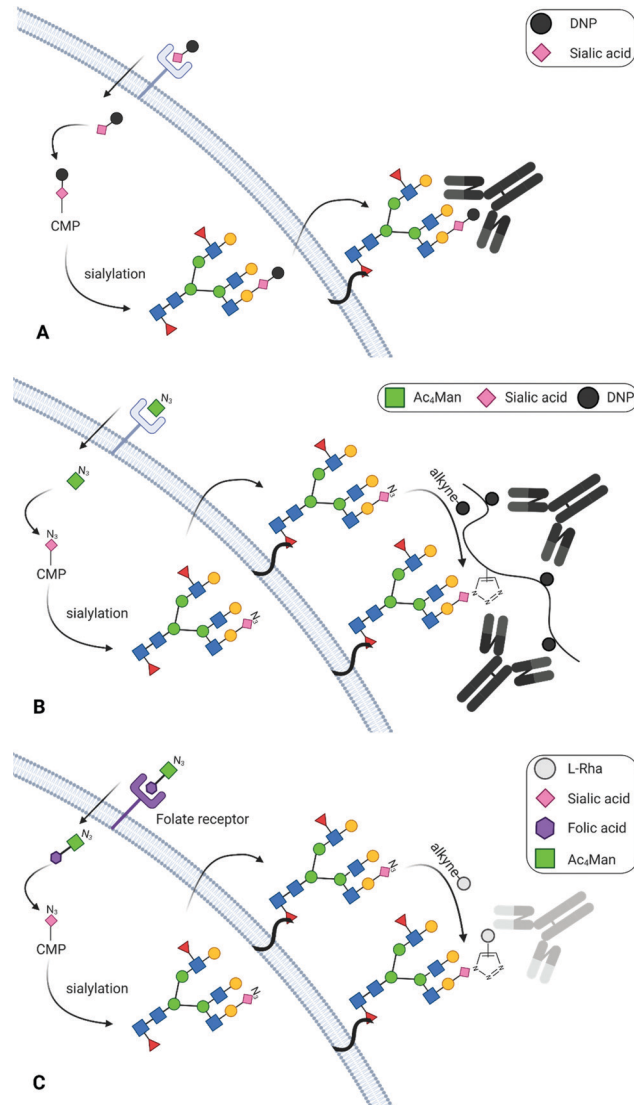 DNP
Sialic acid
CMP
sialylation
A
Ac₄Man Sialic acid DNP
N₃
N₃
N₃
CMP
sialylation
N₃
N₃
alkyne
N
N
N
B
L-Rha
Sialic acid
Folic acid
Ac₄Man
N₃
Folate receptor
N₃
N₃
CMP
sialylation
N₃
N₃
alkyne
N
N
N
C